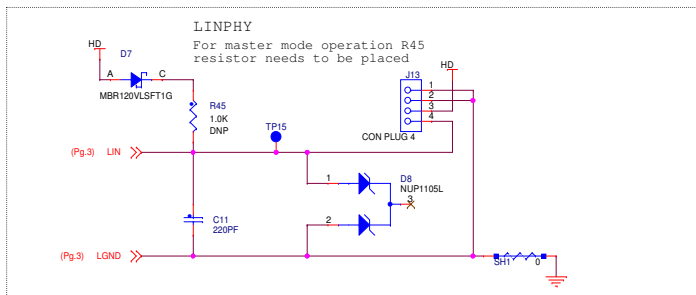 LINPHY
For master mode operation R45
resistor needs to be placed
HD
D7
A
C
MBR120VLSFT1G
R45
1.0K
DNP
TP15
HD
J13
1
2
3
4
CON PLUG 4
(Pg.3)
LIN
1
D8
NUP1105L
3
2
C11
220PF
(Pg.3)
LGND
SH1
0